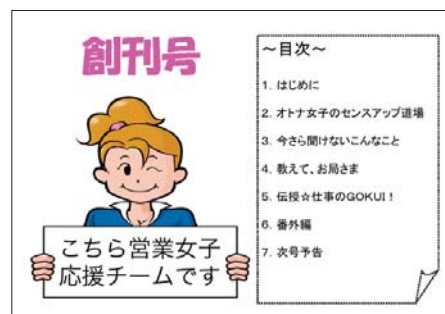 創刊号
こちら営業女子
応援チームです
～目次～
1. はじめに
2. オトナ女子のセンスアップ道場
3. 今さら聞けないこんなこと
4. 教えて、お局さま
5. 伝授☆仕事のGOKUI！
6. 番外編
7. 次号予告